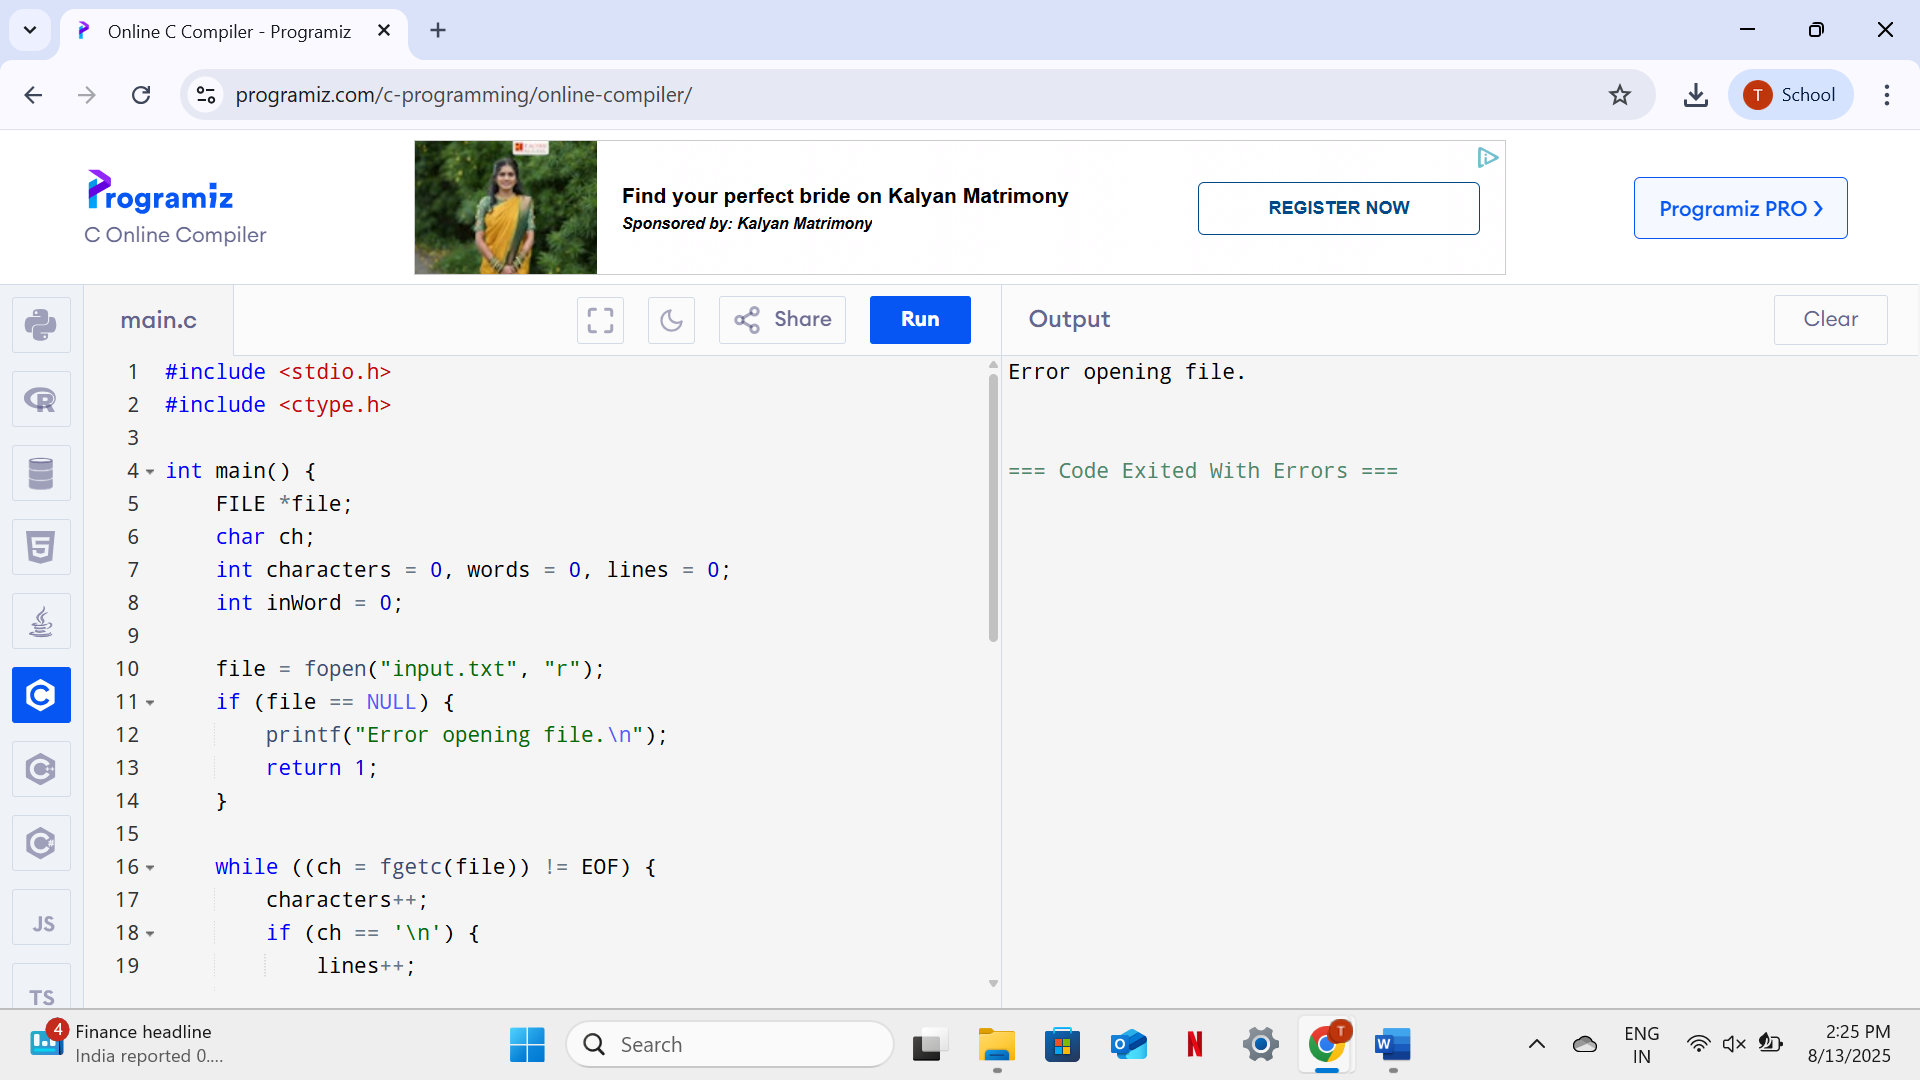 Online C Compiler - Programiz
programiz.com/c-programming/online-compiler/
T School
Programiz
C Online Compiler
Find your perfect bride on Kalyan Matrimony
Sponsored by: Kalyan Matrimony
REGISTER NOW
Programiz PRO
main.c
Share
Run
Output
Clear
1 #include <stdio.h>
2 #include <ctype.h>
3
4 int main() {
5 FILE *file;
6 char ch;
7 int characters = 0, words = 0, lines = 0;
8 int inWord = 0;
9
10 file = fopen("input.txt", "r");
11 if (file == NULL) {
12 printf("Error opening file.\n");
13 return 1;
14 }
15
16 while ((ch = fgetc(file)) != EOF) {
17 characters++;
18 if (ch == '\n') {
19 lines++;
Error opening file.
=== Code Exited With Errors ===
JS
TS
4
Finance headline
India reported 0....
Search
ENG
IN
2:25 PM
8/13/2025